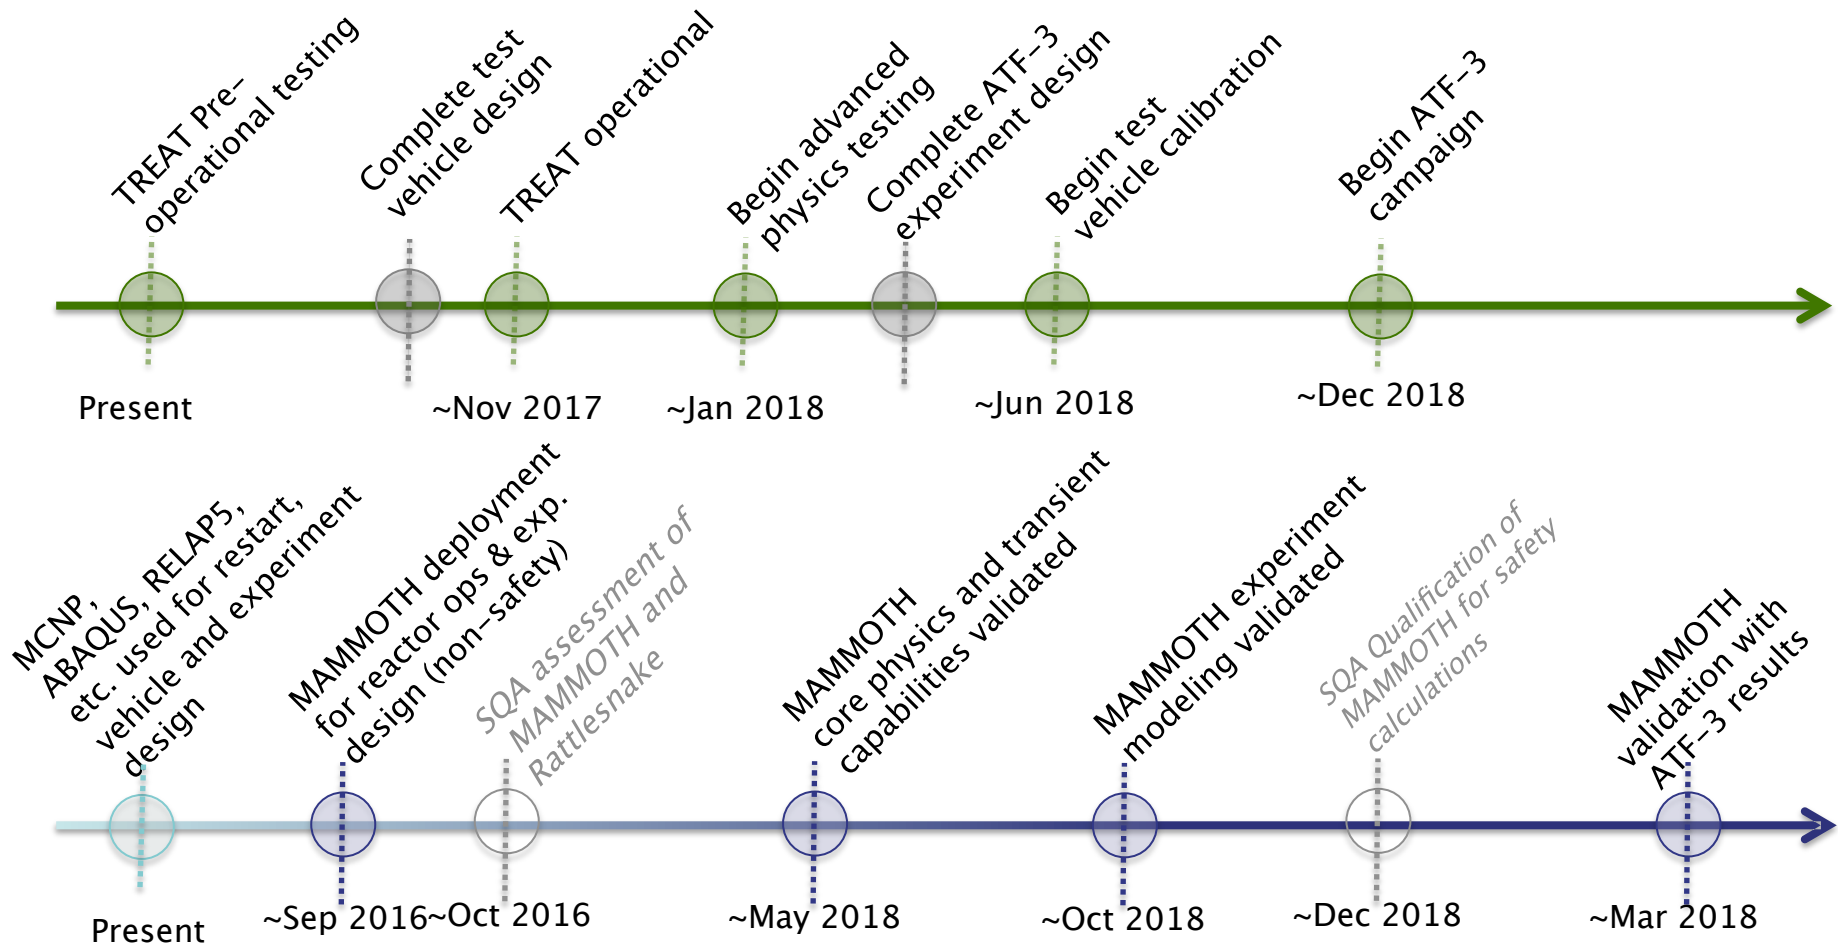 TREAT Pre-
operational testing
Complete test
vehicle design
TREAT operational
Begin advanced
physics testing
Complete ATF-3
experiment design
Begin test
vehicle calibration
Begin ATF-3
campaign
Present
~Nov 2017
~Jan 2018
~Jun 2018
~Dec 2018
MCNP,
ABAQUS, RELAP5,
etc. used for restart,
vehicle and experiment
design
MAMMOTH deployment
for reactor ops & exp.
design (non-safety)
SQA assessment of
MAMMOTH and
Rattlesnake
MAMMOTH
core physics and transient
capabilities validated
MAMMOTH experiment
modeling validated
SQA Qualification of
MAMMOTH for safety
calculations
MAMMOTH
validation with
ATF-3 results
Present
~Sep 2016
~Oct 2016
~May 2018
~Oct 2018
~Dec 2018
~Mar 2018